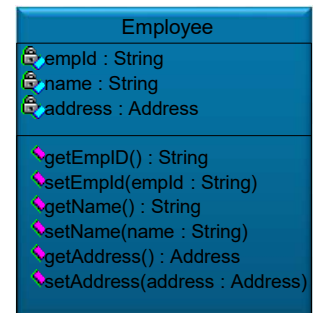 Employee
empId : String
name : String
address : Address
getEmpID() : String
setEmpId(empId : String)
getName() : String
setName(name : String)
getAddress() : Address
setAddress(address : Address)